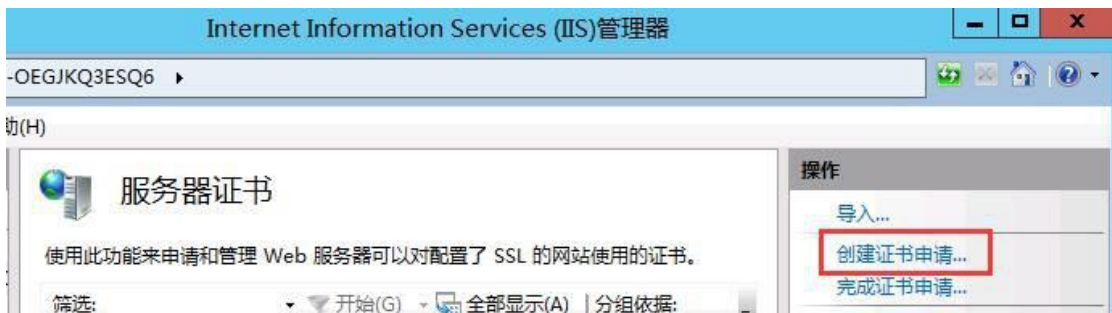 Internet Information Services (IIS)管理器
-OEGJKQ3ESQ6
助(H)
服务器证书
使用此功能来申请和管理 Web 服务器可以对配置了 SSL 的网站使用的证书。
筛选: 开始(G) 全部显示(A) | 分组依据:
操作
导入...
创建证书申请...
完成证书申请...